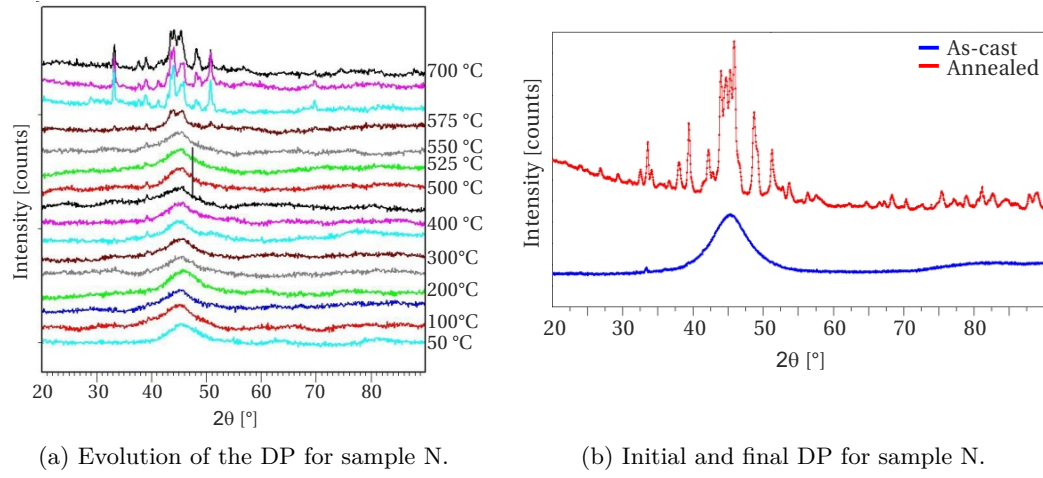 Intensity [counts]
700 °C
575 °C
550 °C
525 °C
500 °C
400 °C
300°C
200°C
100°C
50 °C
20 30 40 50 60 70 80
2θ [°]
(a) Evolution of the DP for sample N.
Intensity [counts]
As-cast
Annealed
20 30 40 50 60 70 80
2θ [°]
(b) Initial and final DP for sample N.